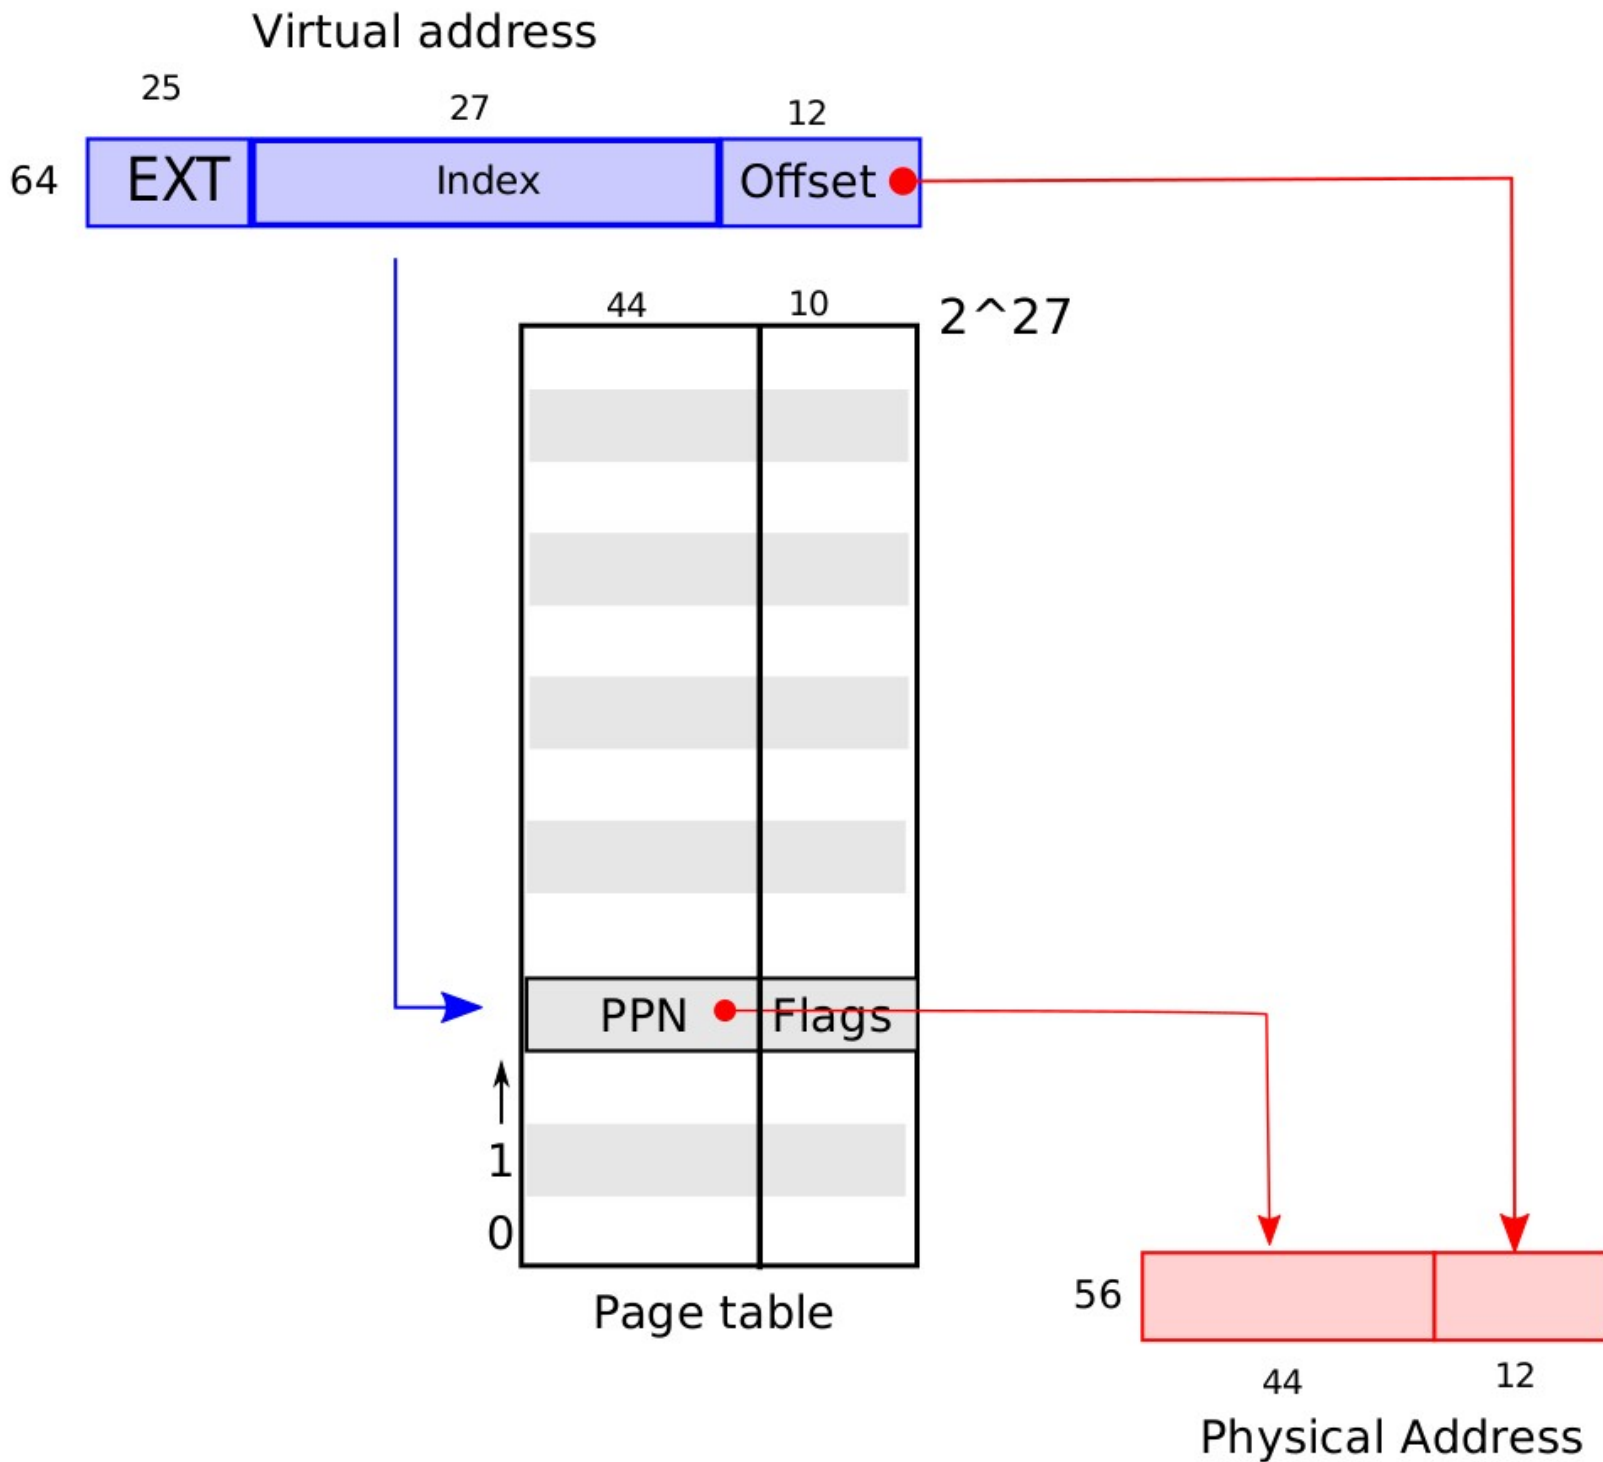 Virtual address
25 27 12
64 EXT Index Offset
44 10 2^27
PPN Flags
1
0
Page table
56
44 12
Physical Address